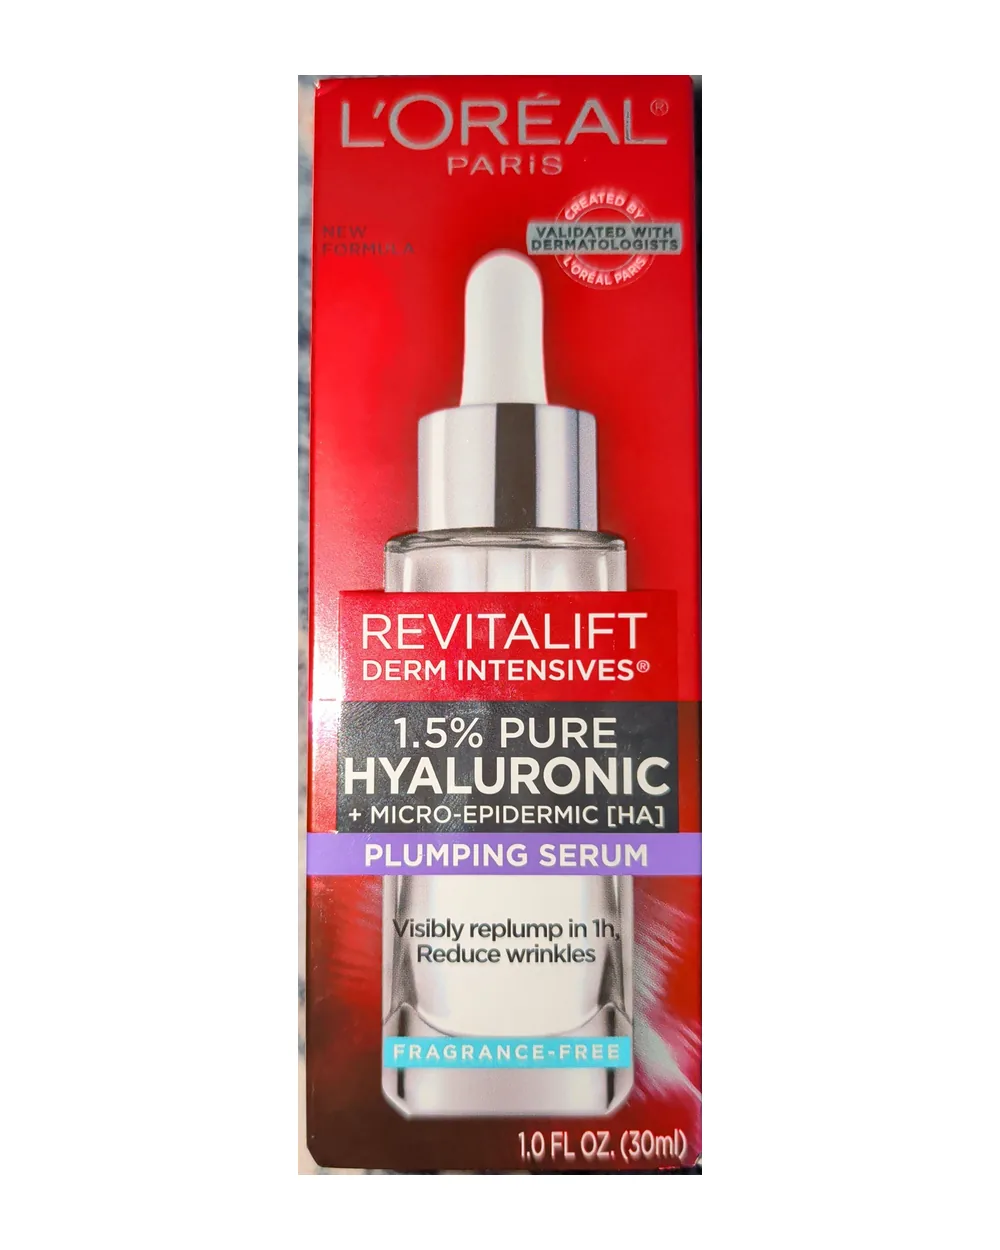 L'ORÉAL®
PARIS
NEW
FORMULA
CREATED BY
VALIDATED WITH
DERMATOLOGISTS
L'ORÉAL PARIS
REVITALIFT
DERM INTENSIVES®
1.5% PURE
HYALURONIC
+ MICRO-EPIDERMIC [HA]
PLUMPING SERUM
Visibly replump in 1h,
Reduce wrinkles
FRAGRANCE-FREE
1.0 FL OZ. (30ml)